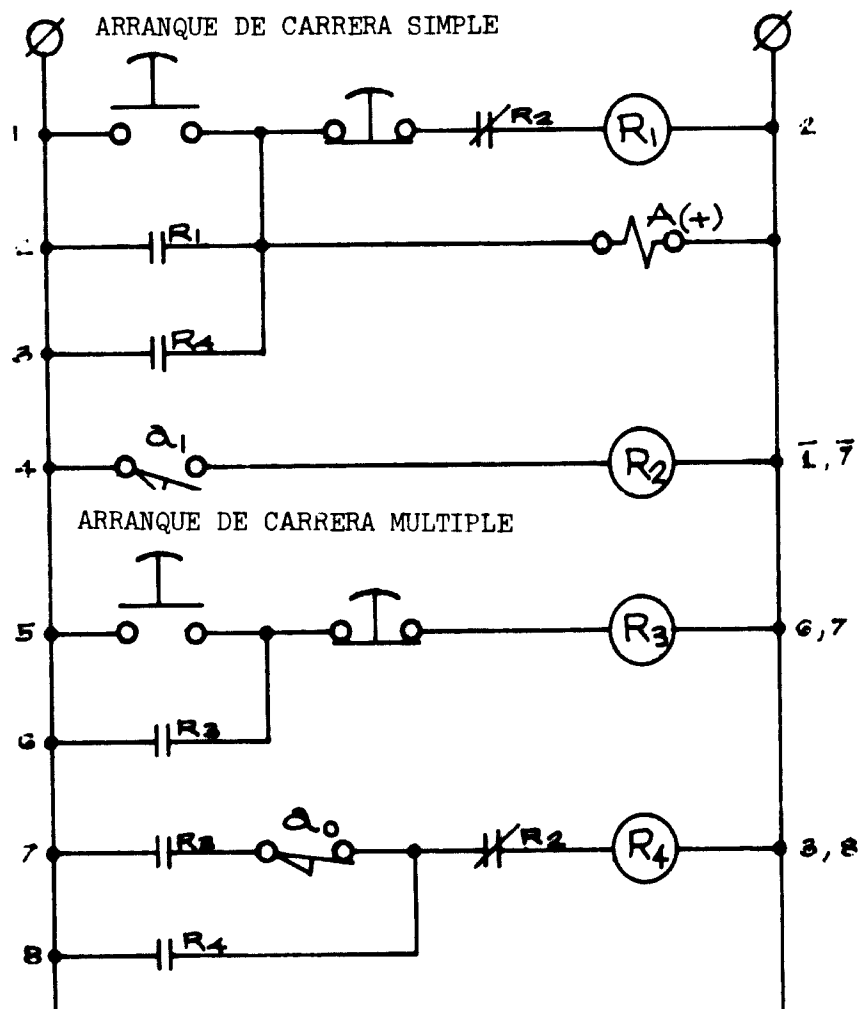 ARRANQUE DE CARRERA SIMPLE
1 R2 R1 2
R1 A(+)
3 R4
a1
4 R2 1̅, 7̅
ARRANQUE DE CARRERA MULTIPLE
5 R3 6,7
6 R3
a0
7 R3 R2 R4 3,8
8 R4